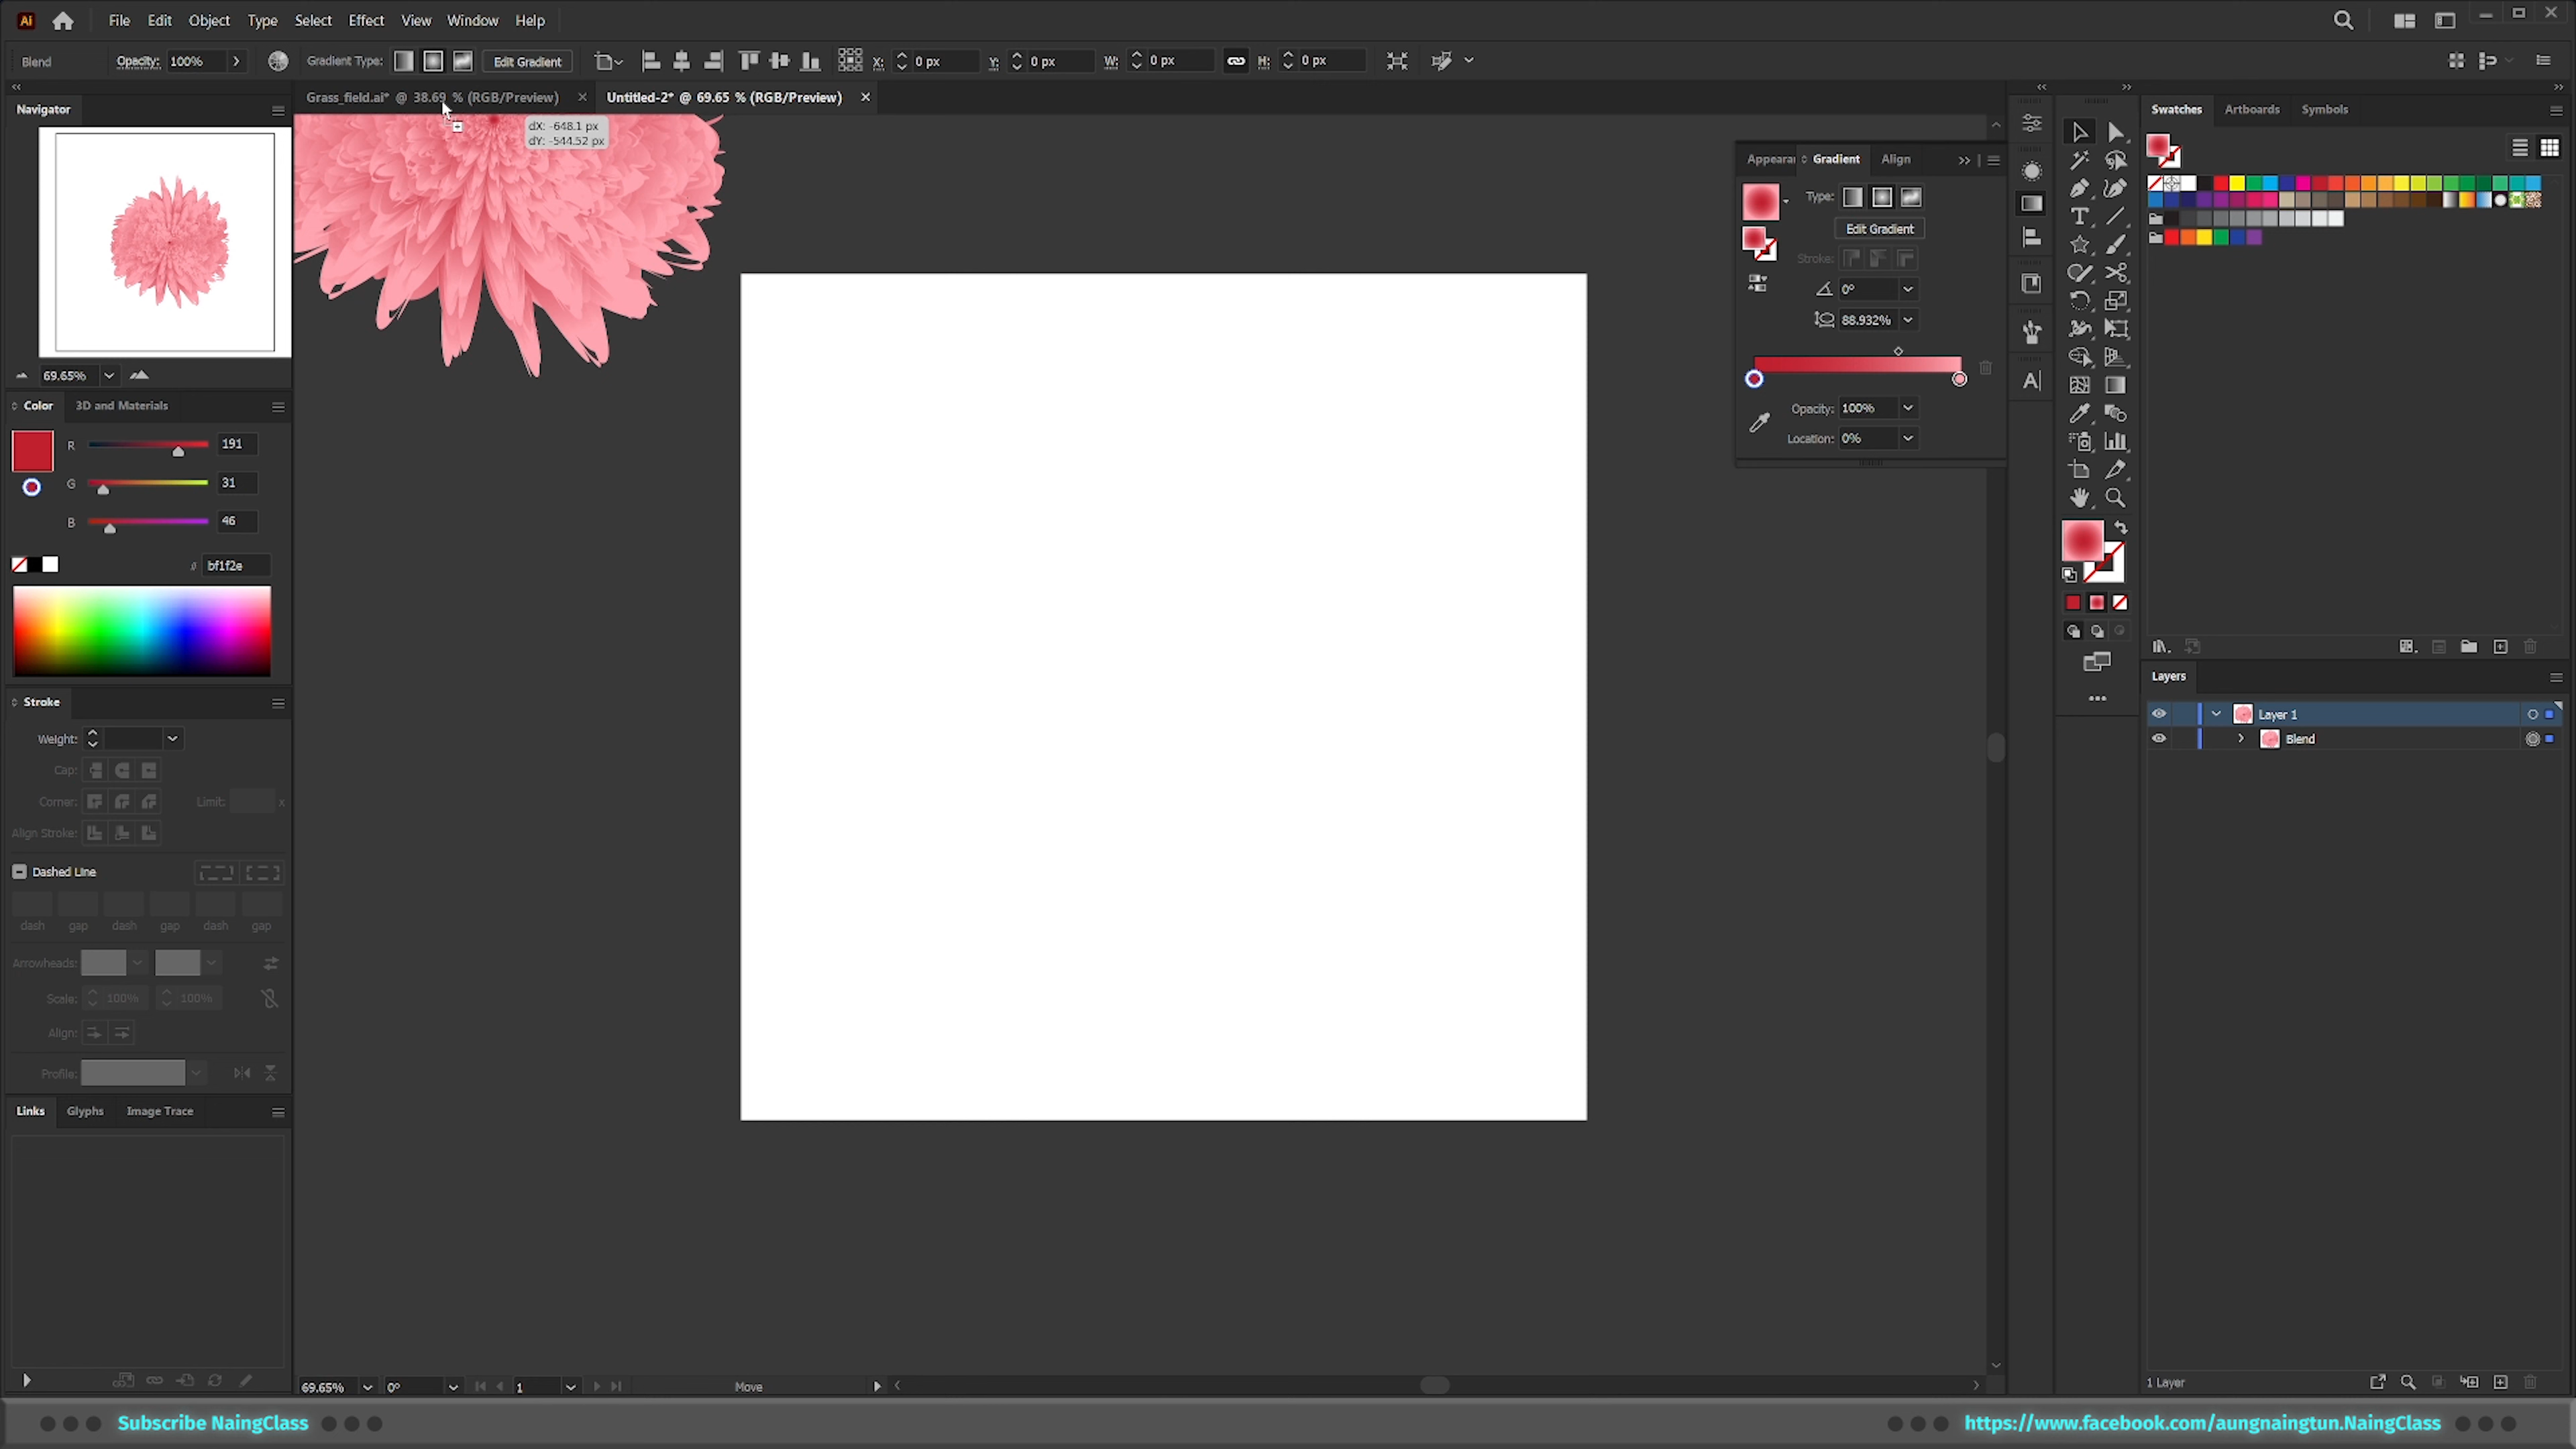 Ai File Edit Object Type Select Effect View Window Help
Blend Opacity: 100% Gradient Type: Edit Gradient X: 0 px Y: 0 px W: 0 px H: 0 px
Grass_field.ai* @ 38.69 % (RGB/Preview) Untitled-2* @ 69.65 % (RGB/Preview)
Navigator
69.65%
Color 3D and Materials
R 191
G 31
B 46
# bf1f2e
Stroke
Weight:
Cap:
Corner: Limit: x
Align Stroke:
Dashed Line
dash gap dash gap dash gap
Arrowheads:
Scale: 100% 100%
Align:
Profile:
Links Glyphs Image Trace
dX: -648.1 px
dY: -544.52 px
Appearan Gradient Align
Type:
Edit Gradient
Stroke:
0°
88.932%
Opacity: 100%
Location: 0%
Swatches Artboards Symbols
Layers
Layer 1
Blend
1 Layer
69.65% 0° 1 Move
Subscribe NaingClass
https://www.facebook.com/aungnaingtun.NaingClass